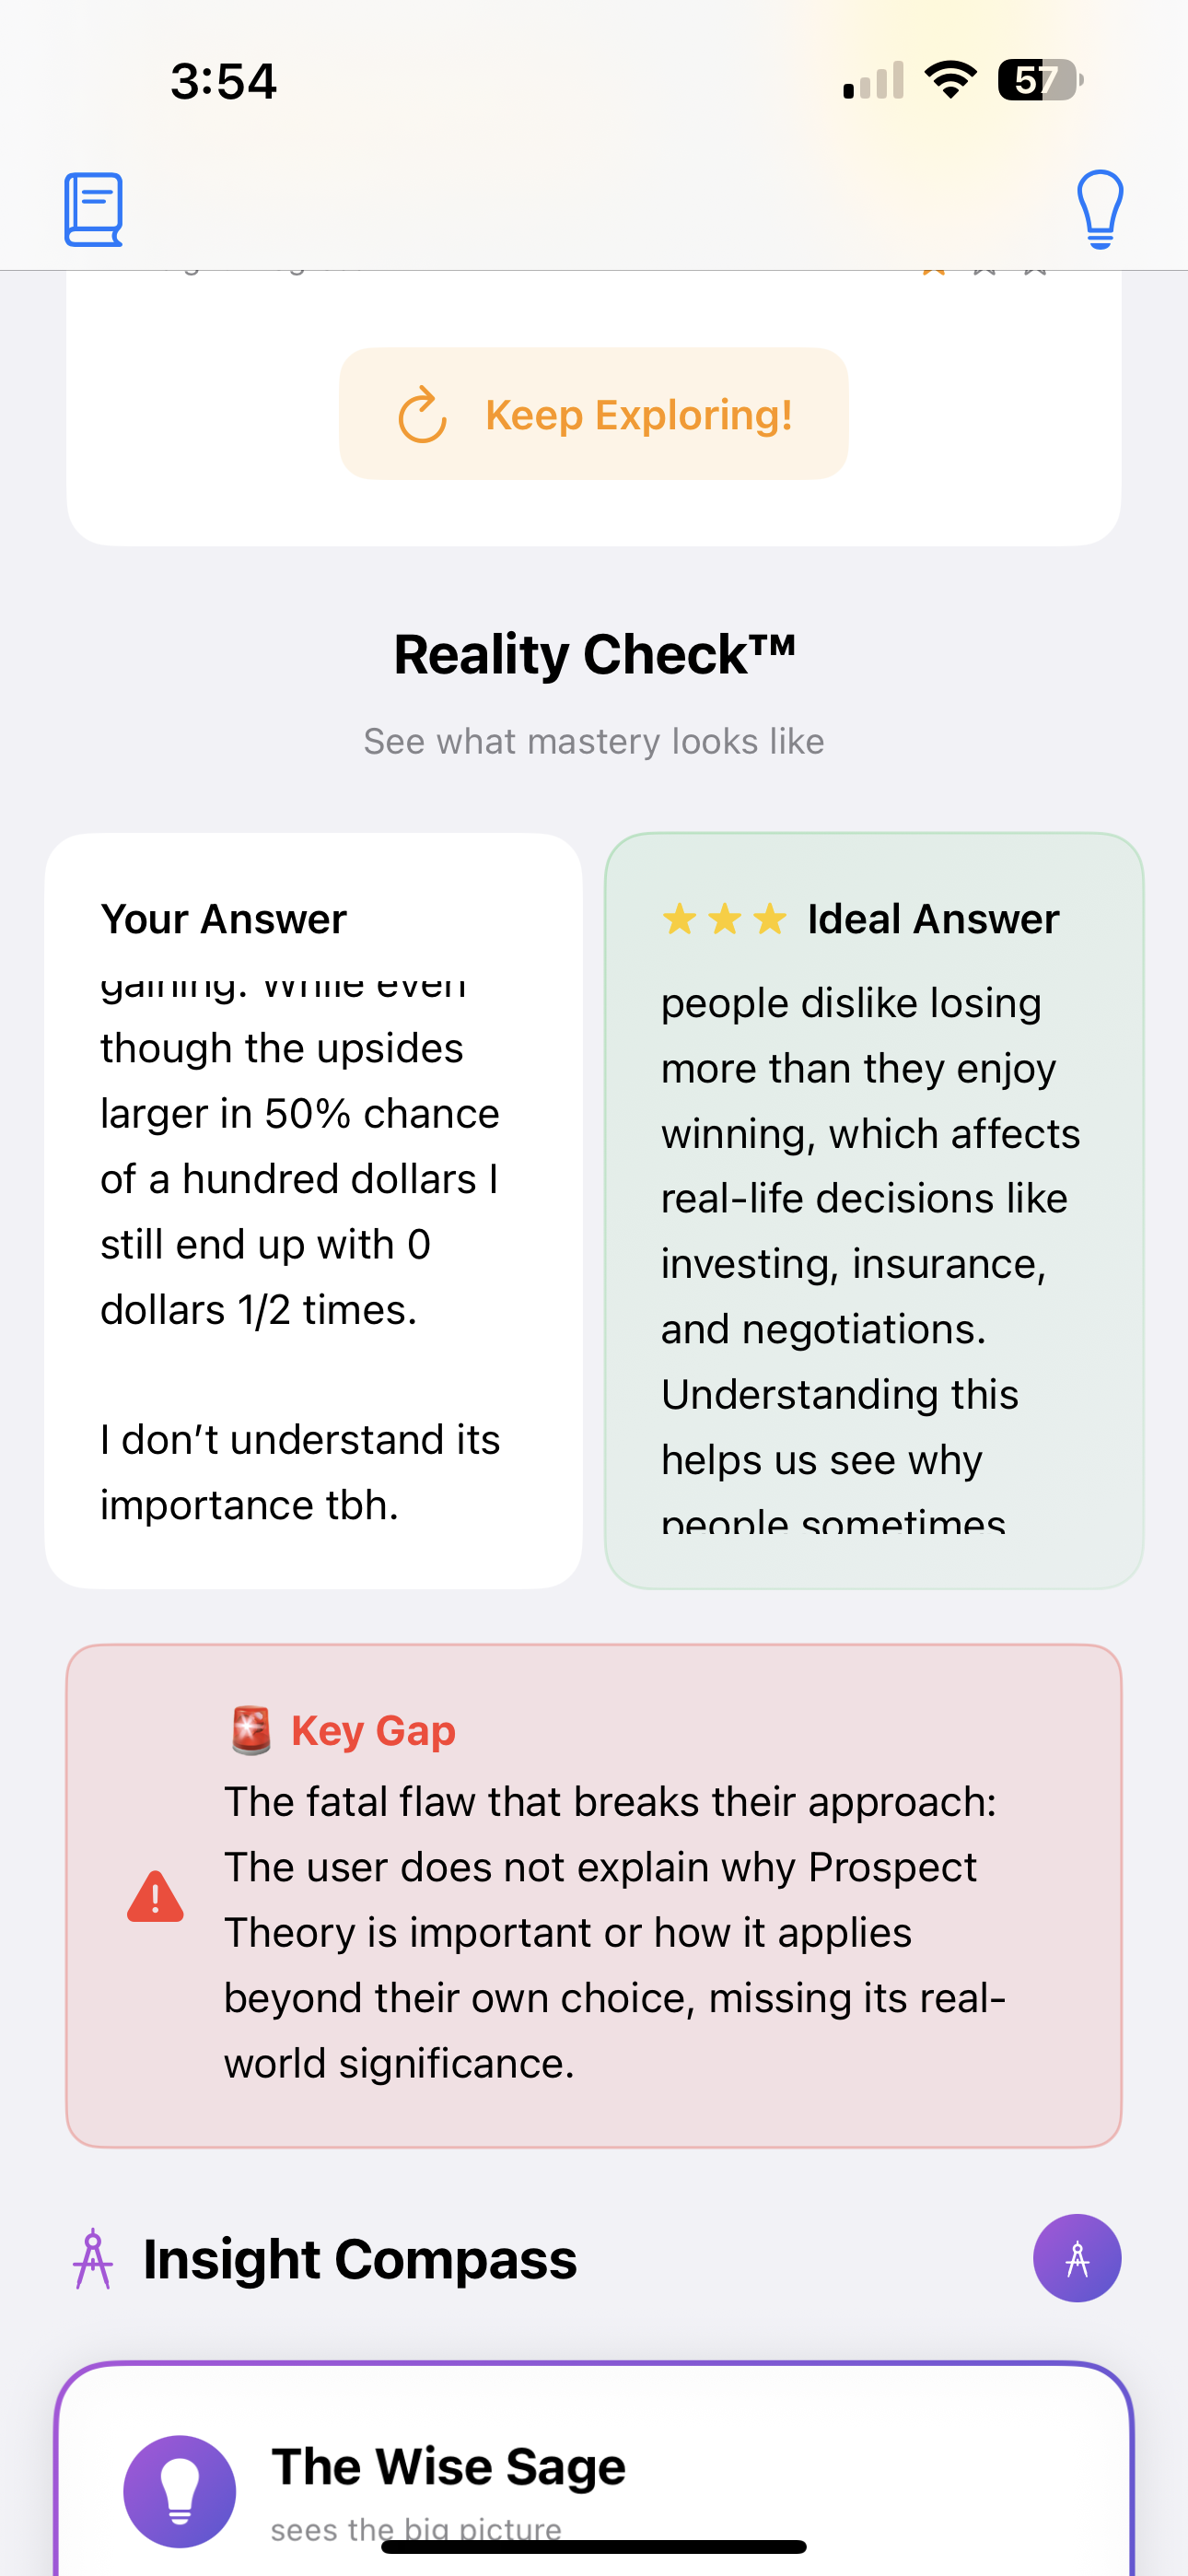 3:54
57
Keep Exploring!
Reality Check™
See what mastery looks like
Your Answer
gaining. While even
though the upsides
larger in 50% chance
of a hundred dollars I
still end up with 0
dollars 1/2 times.
I don't understand its
importance tbh.
Ideal Answer
people dislike losing
more than they enjoy
winning, which affects
real-life decisions like
investing, insurance,
and negotiations.
Understanding this
helps us see why
people sometimes
Key Gap
The fatal flaw that breaks their approach:
The user does not explain why Prospect
Theory is important or how it applies
beyond their own choice, missing its real-
world significance.
Insight Compass
The Wise Sage
sees the big picture